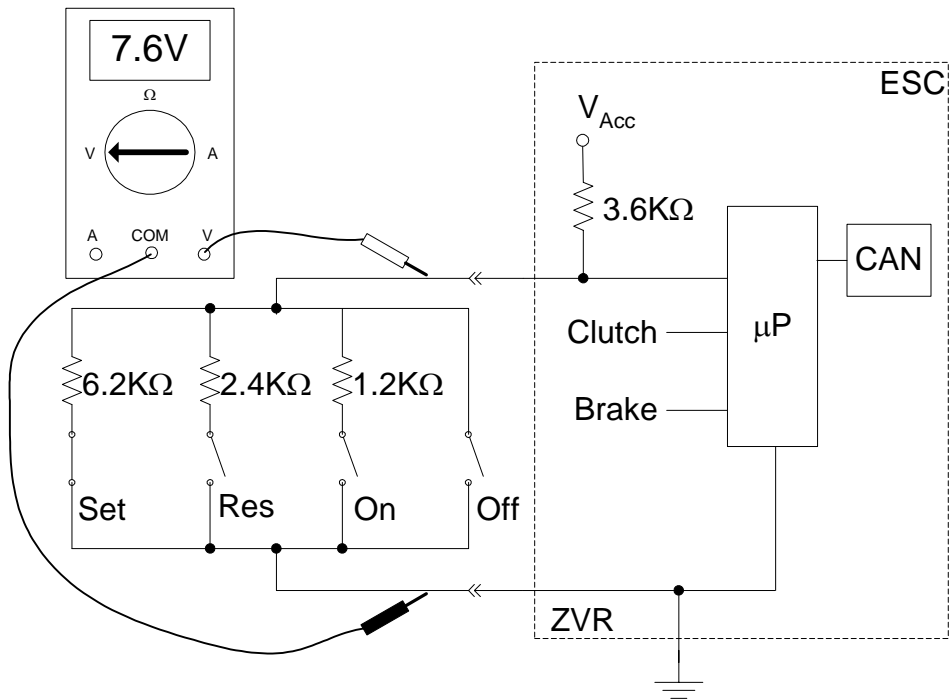 7.6V
Ω
V
A
A
COM
V
ESC
V Acc
3.6KΩ
CAN
μP
Clutch
Brake
6.2KΩ
2.4KΩ
1.2KΩ
Set
Res
On
Off
ZVR